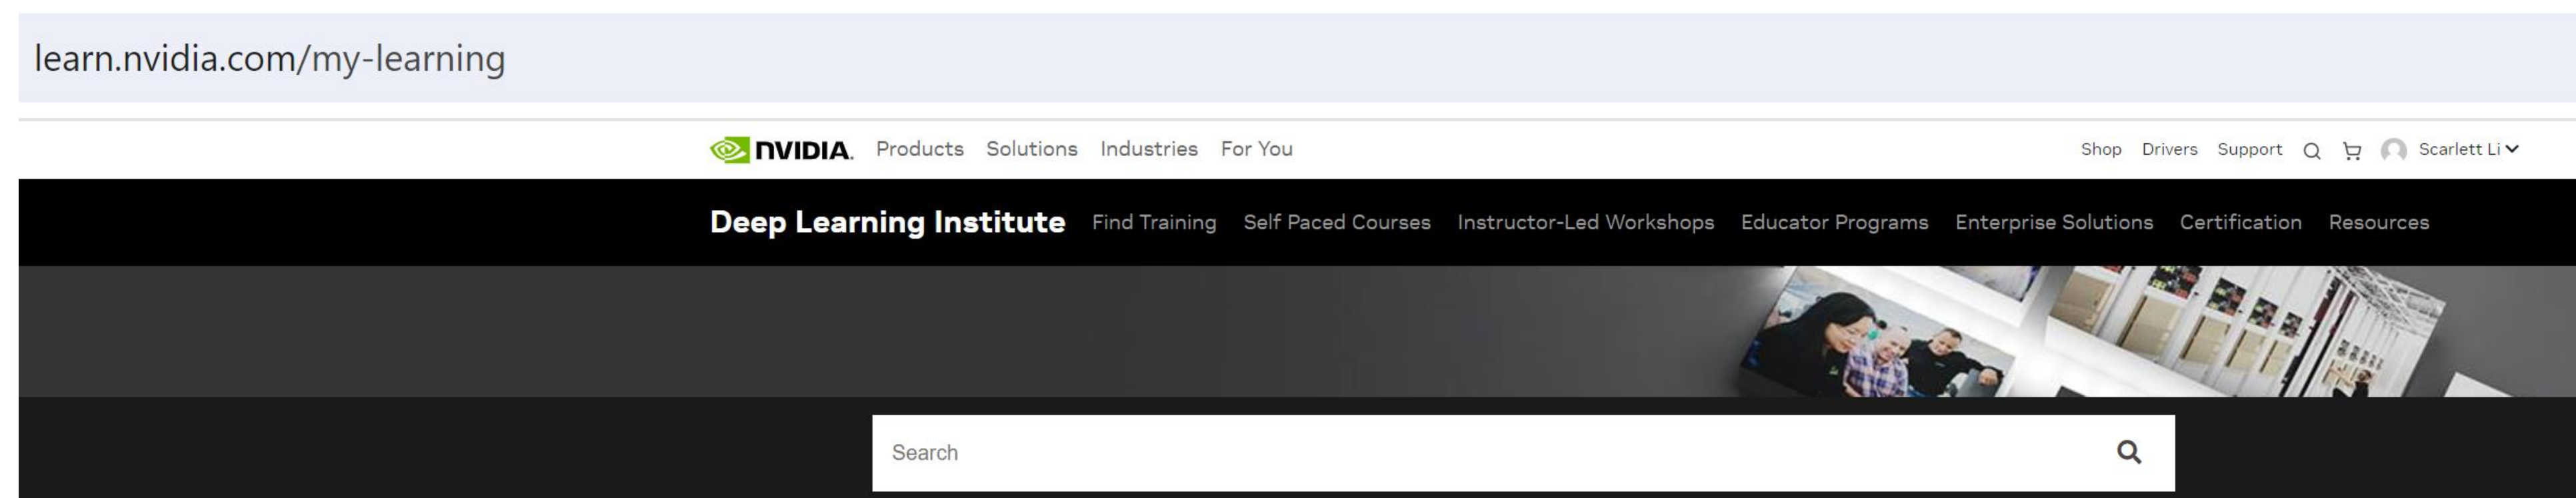 learn.nvidia.com/my-learning
NVIDIA. Products Solutions Industries For You Shop Drivers Support Scarlett Li
Deep Learning Institute Find Training Self Paced Courses Instructor-Led Workshops Educator Programs Enterprise Solutions Certification Resources
Search